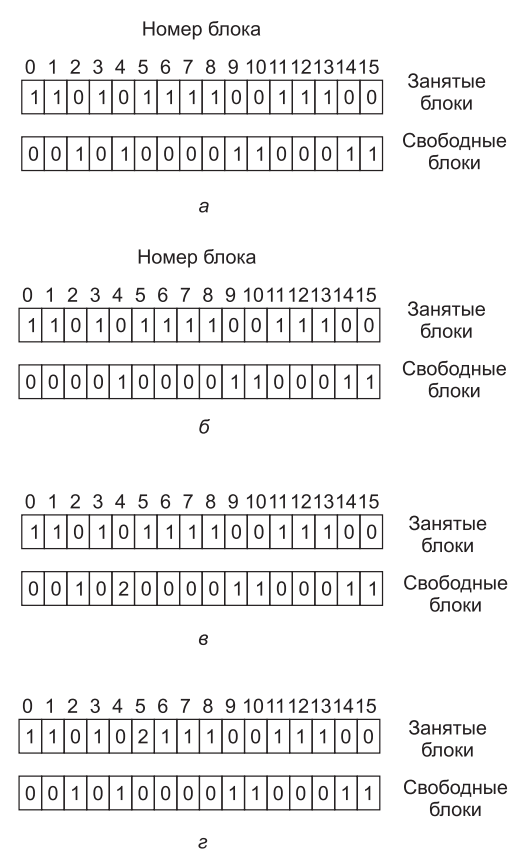 Номер блока
0 1 2 3 4 5 6 7 8 9 10 11 12 13 14 15
1 1 0 1 0 1 1 1 1 0 0 1 1 1 0 0 Занятые блоки
0 0 1 0 1 0 0 0 0 1 1 0 0 0 1 1 Свободные блоки
а
Номер блока
0 1 2 3 4 5 6 7 8 9 10 11 12 13 14 15
1 1 0 1 0 1 1 1 1 0 0 1 1 1 0 0 Занятые блоки
0 0 0 0 1 0 0 0 0 1 1 0 0 0 1 1 Свободные блоки
б
0 1 2 3 4 5 6 7 8 9 10 11 12 13 14 15
1 1 0 1 0 1 1 1 1 0 0 1 1 1 0 0 Занятые блоки
0 0 1 0 2 0 0 0 0 1 1 0 0 0 1 1 Свободные блоки
в
0 1 2 3 4 5 6 7 8 9 10 11 12 13 14 15
1 1 0 1 0 2 1 1 1 0 0 1 1 1 0 0 Занятые блоки
0 0 1 0 1 0 0 0 0 1 1 0 0 0 1 1 Свободные блоки
г